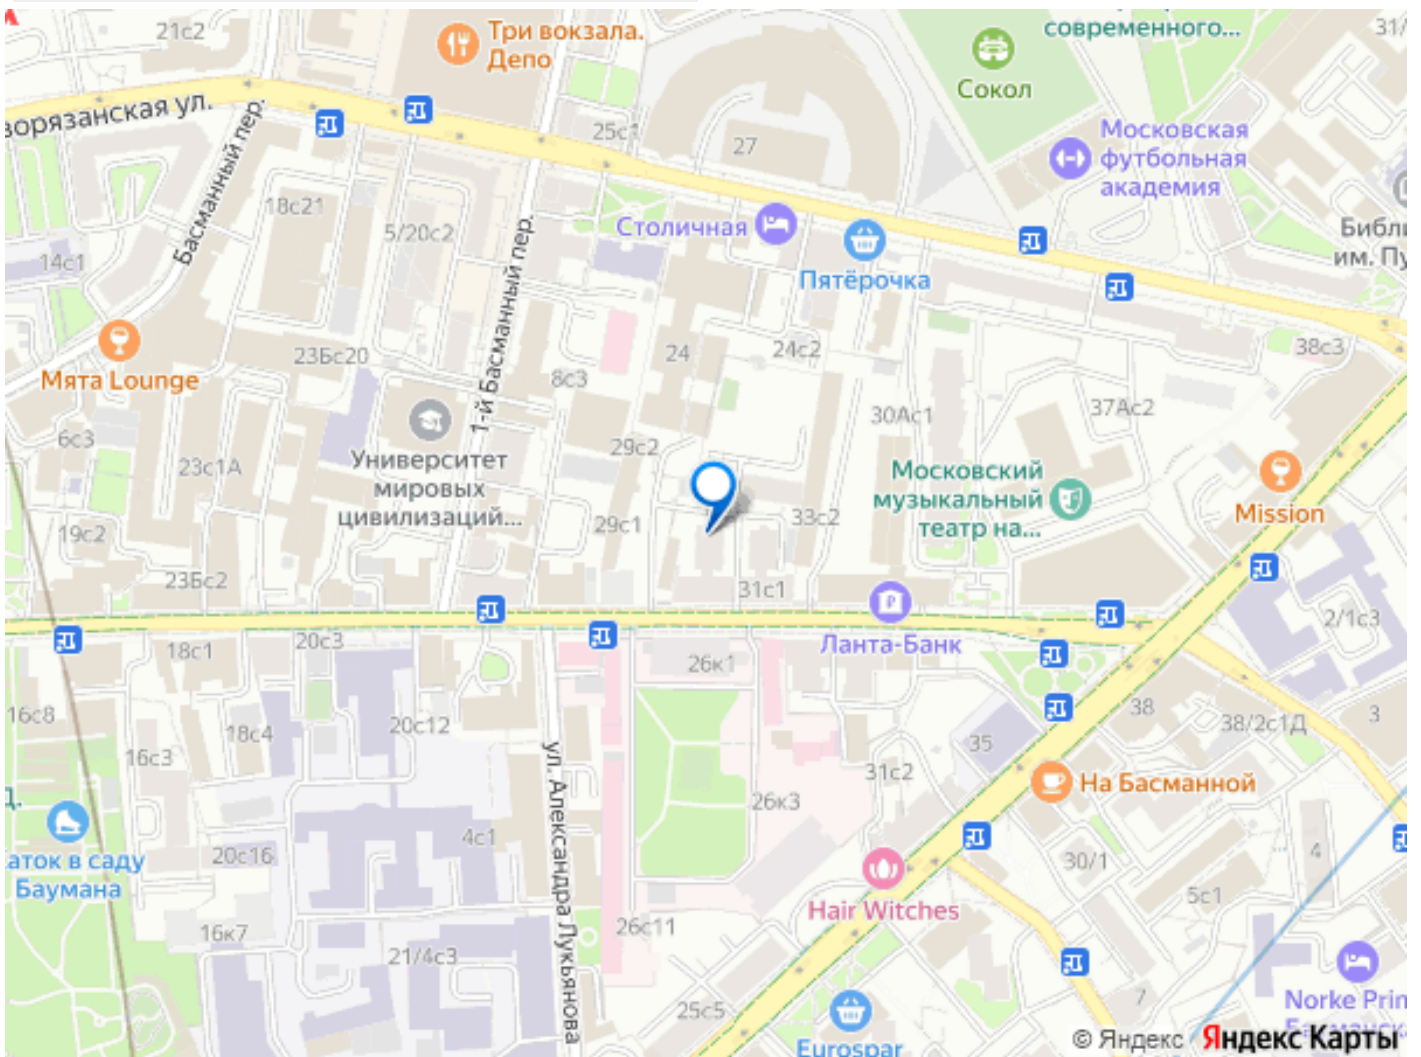 21с2
Три вокзала.
Депо
современного...
31/
Сокол
ворязанская ул.
Басманный пер.
25с1
27
Московская
футбольная
академия
18с21
5/20с2
1-й Басманный пер.
Столичная
Пятёрочка
Библи
им. Пу
14с1
Мята Lounge
23Бс20
8с3
24
24с2
38с3
30Ас1
37Ас2
6с3
23с1А
Университет
мировых
цивилизаций...
29с2
Московский
музыкальный
театр на...
Mission
19с2
29с1
33с2
23Бс2
31с1
Ланта-Банк
2/1с3
18с1
20с3
26к1
16с8
18с4
20с12
38
38/2с1Д
3
16с3
35
31с2
На Басманной
д.
26к3
ул. Александра Лукьянова
аток в саду
Баумана
20с16
4с1
30/1
4
5с1
Hair Witches
16к7
21/4с3
26с11
25с5
7
Norke Prin
Eurospar
© Яндекс Яндекс Карты